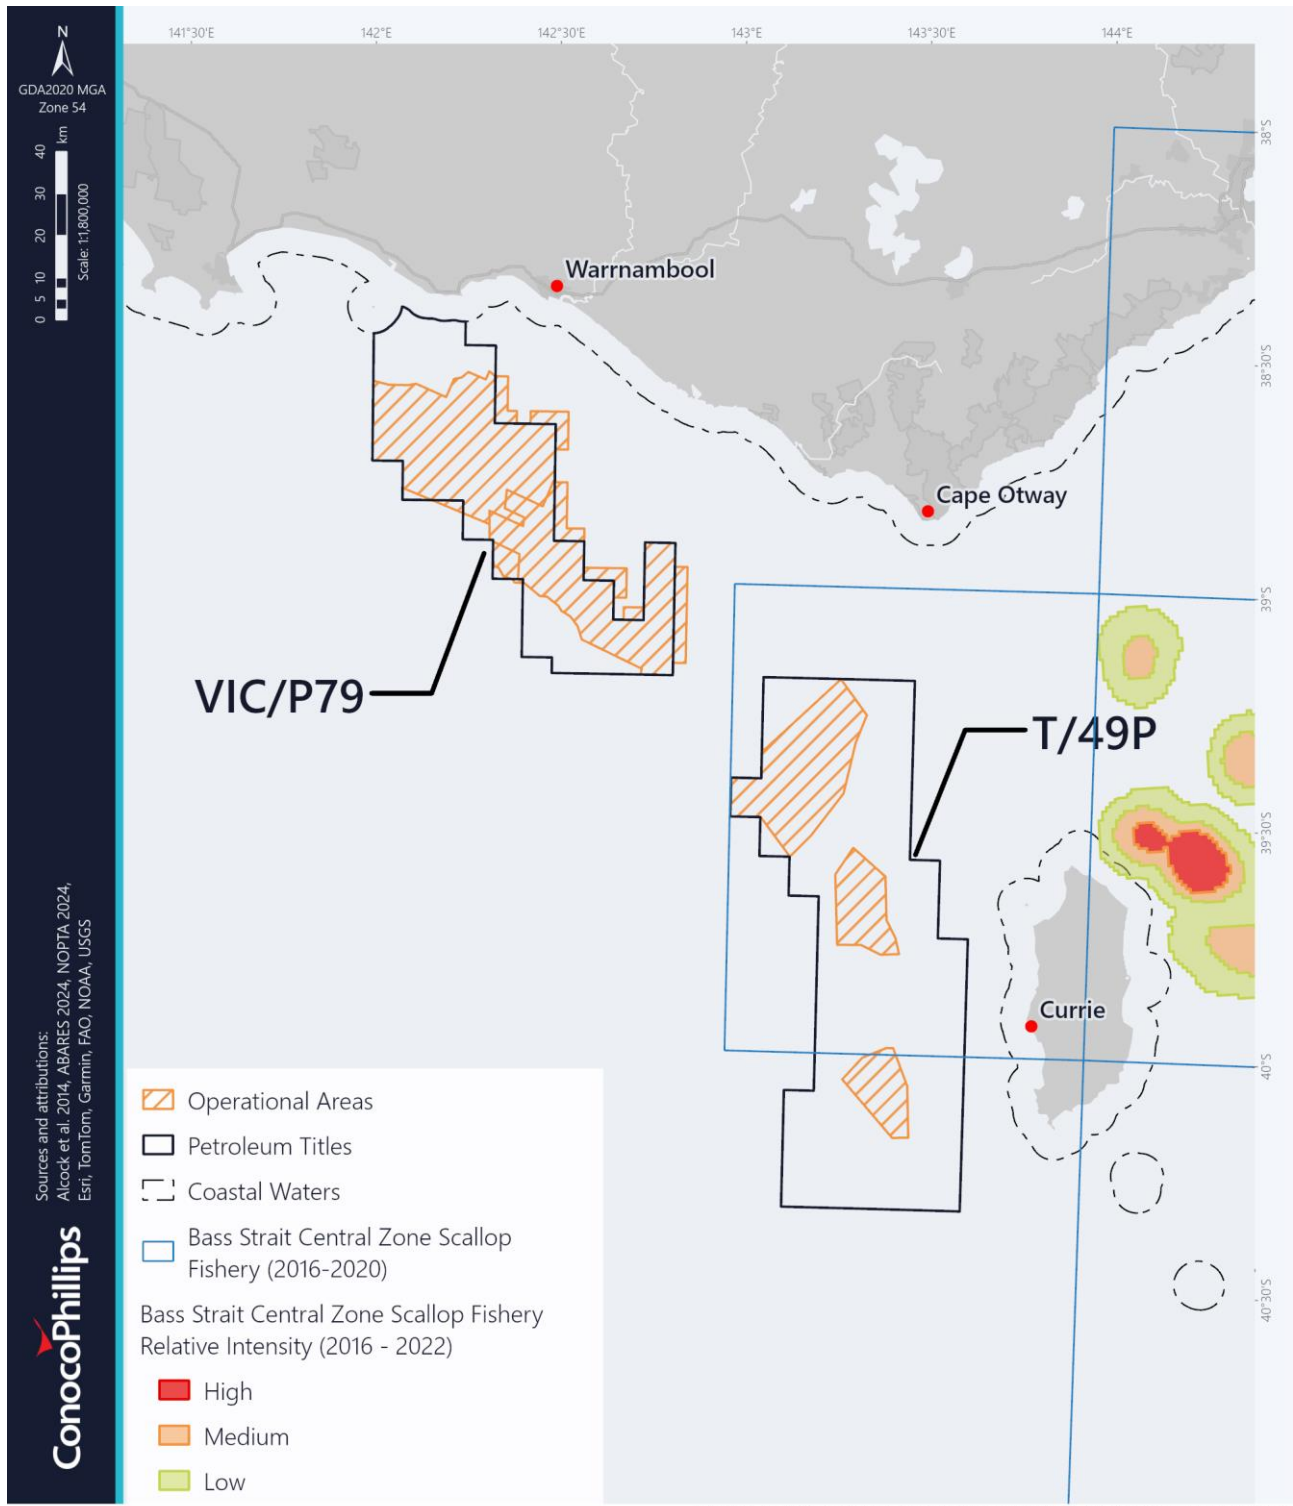 141°30'E
142°E
142°30'E
143°E
143°30'E
144°E
N
GDA2020 MGA
Zone 54
0 5 10 20 30 40 km
Scale: 1:1,800,000
38°S
38°30'S
39°S
39°30'S
40°S
40°30'S
Warrnambool
Cape Otway
VIC/P79
T/49P
Currie
Operational Areas
Petroleum Titles
Coastal Waters
Bass Strait Central Zone Scallop
Fishery (2016-2020)
Bass Strait Central Zone Scallop Fishery
Relative Intensity (2016 - 2022)
High
Medium
Low
Sources and attributions:
Alcock et al. 2014, ABARES 2024, NOPTA 2024,
Esri, TomTom, Garmin, FAO, NOAA, USGS
ConocoPhillips